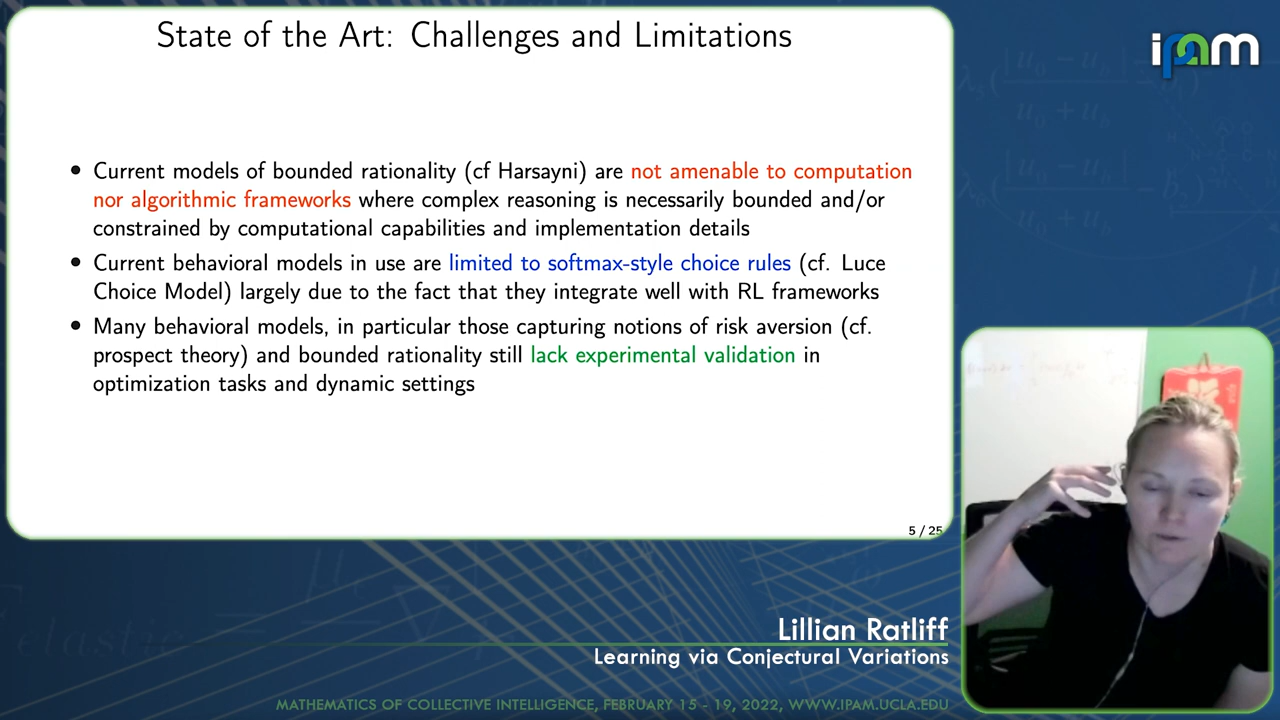 State of the Art: Challenges and Limitations
ipam
• Current models of bounded rationality (cf Harsayni) are not amenable to computation
nor algorithmic frameworks where complex reasoning is necessarily bounded and/or
constrained by computational capabilities and implementation details
• Current behavioral models in use are limited to softmax-style choice rules (cf. Luce
Choice Model) largely due to the fact that they integrate well with RL frameworks
• Many behavioral models, in particular those capturing notions of risk aversion (cf.
prospect theory) and bounded rationality still lack experimental validation in
optimization tasks and dynamic settings
5 / 25
Lillian Ratliff
Learning via Conjectural Variations
MATHEMATICS OF COLLECTIVE INTELLIGENCE, FEBRUARY 15 - 19, 2022, WWW.IPAM.UCLA.EDU